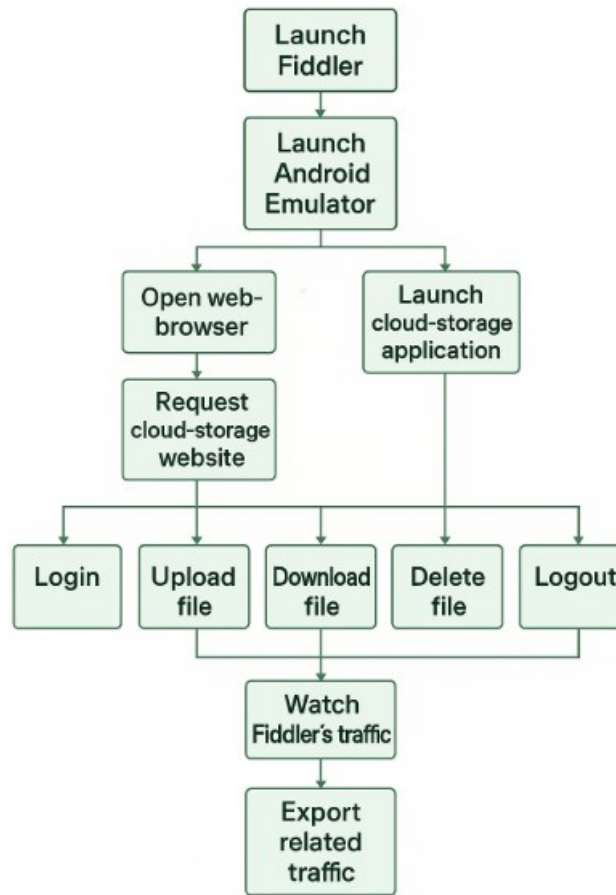 Launch
Fiddler
Launch
Android
Emulator
Open web-
browser
Launch
cloud-storage
application
Request
cloud-storage
website
Login
Upload
file
Download
file
Delete
file
Logout
Watch
Fiddler's traffic
Export
related
traffic